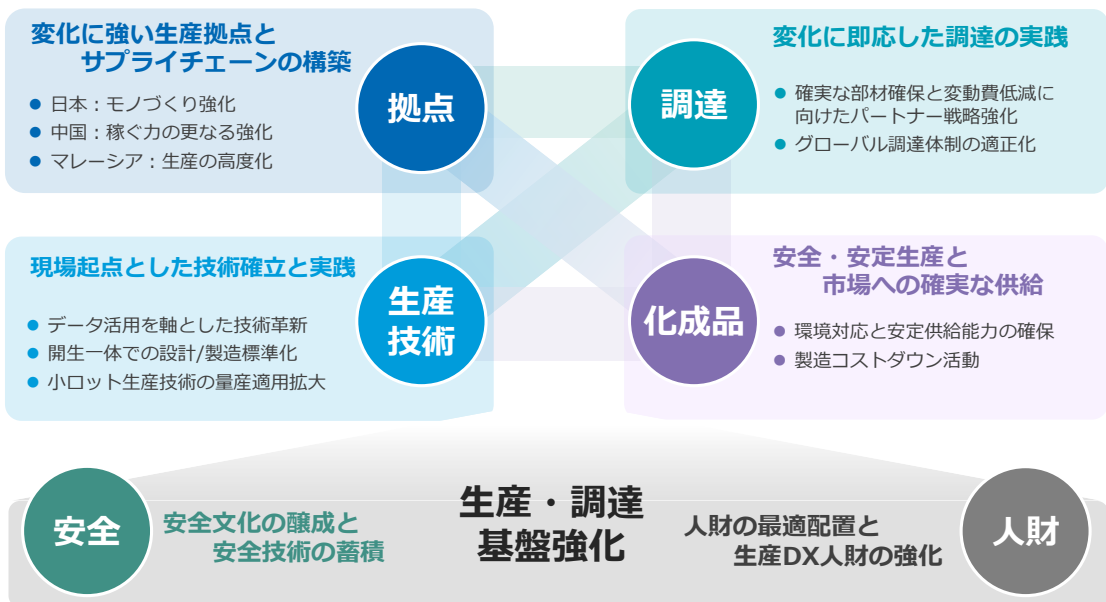 変化に強い生産拠点と
サプライチェーンの構築
● 日本：モノづくり強化
● 中国：稼ぐ力の更なる強化
● マレーシア：生産の高度化
拠点
調達
変化に即応した調達の実践
● 確実な部材確保と変動費低減に
向けたパートナー戦略強化
● グローバル調達体制の適正化
現場起点とした技術確立と実践
● データ活用を軸とした技術革新
● 開生一体での設計/製造標準化
● 小ロット生産技術の量産適用拡大
生産
技術
化成品
安全・安定生産と
市場への確実な供給
● 環境対応と安定供給能力の確保
● 製造コストダウン活動
安全
安全文化の醸成と
安全技術の蓄積
生産・調達
基盤強化
人財の最適配置と
生産DX人財の強化
人財